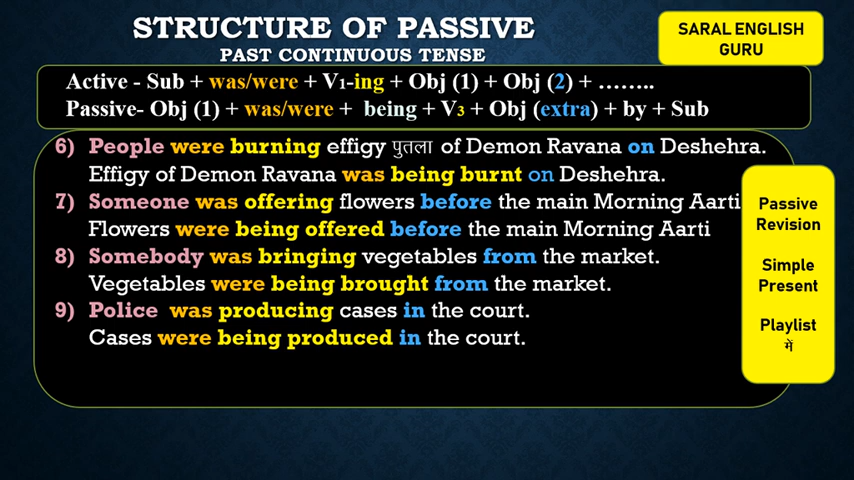 STRUCTURE OF PASSIVE
PAST CONTINUOUS TENSE
SARAL ENGLISH
GURU
Active - Sub + was/were + V1-ing + Obj (1) + Obj (2) + ……..
Passive- Obj (1) + was/were + being + V3 + Obj (extra) + by + Sub
6) People were burning effigy पुतला of Demon Ravana on Deshehra.
Effigy of Demon Ravana was being burnt on Deshehra.
7) Someone was offering flowers before the main Morning Aarti
Flowers were being offered before the main Morning Aarti
8) Somebody was bringing vegetables from the market.
Vegetables were being brought from the market.
9) Police was producing cases in the court.
Cases were being produced in the court.
Passive
Revision
Simple
Present
Playlist
में